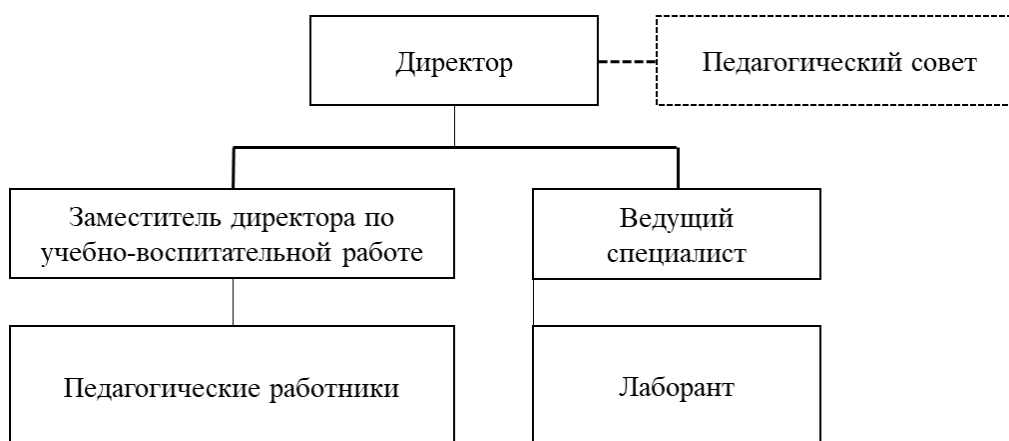 Директор
Педагогический совет
Заместитель директора по
учебно-воспитательной работе
Ведущий
специалист
Педагогические работники
Лаборант